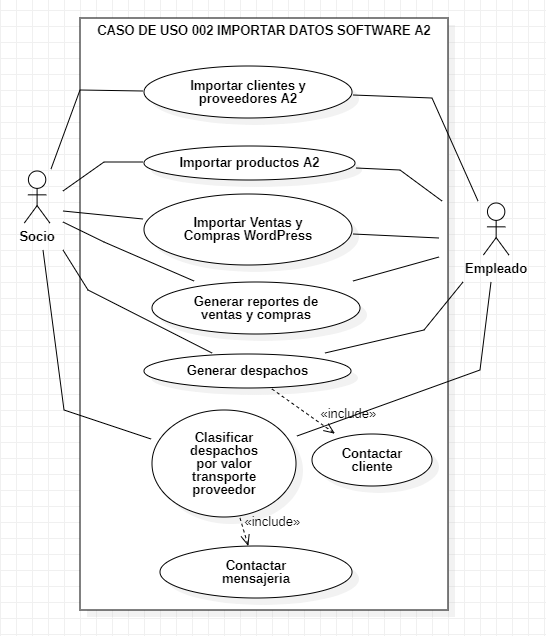 CASO DE USO 002 IMPORTAR DATOS SOFTWARE A2
Importar clientes y
proveedores A2
Importar productos A2
Importar Ventas y
Compras WordPress
Socio
Empleado
Generar reportes de
ventas y compras
Generar despachos
«include»
Clasificar
despachos
por valor
transporte
proveedor
Contactar
cliente
«include»
Contactar
mensajeria